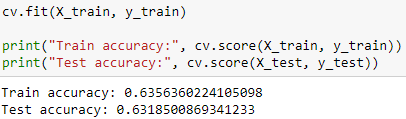 cv.fit(X_train, y_train)
print("Train accuracy:", cv.score(X_train, y_train))
print("Test accuracy:", cv.score(X_test, y_test))
Train accuracy: 0.6356360224105098
Test accuracy: 0.6318500869341233